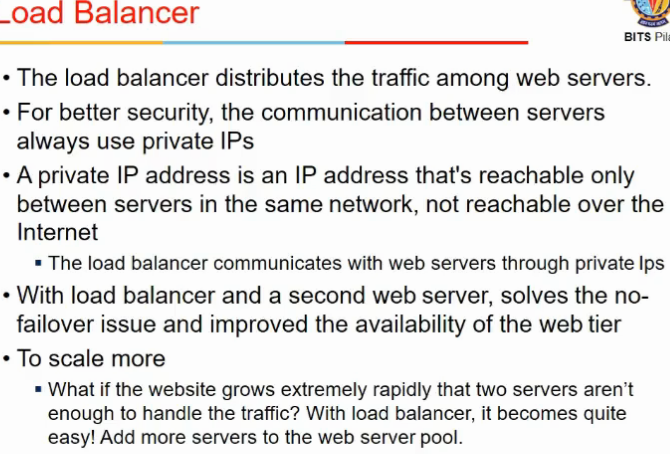 Load Balancer
BITS Pila
• The load balancer distributes the traffic among web servers.
• For better security, the communication between servers
always use private IPs
• A private IP address is an IP address that's reachable only
between servers in the same network, not reachable over the
Internet
▪ The load balancer communicates with web servers through private Ips
• With load balancer and a second web server, solves the no-
failover issue and improved the availability of the web tier
• To scale more
▪ What if the website grows extremely rapidly that two servers aren’t
enough to handle the traffic? With load balancer, it becomes quite
easy! Add more servers to the web server pool.